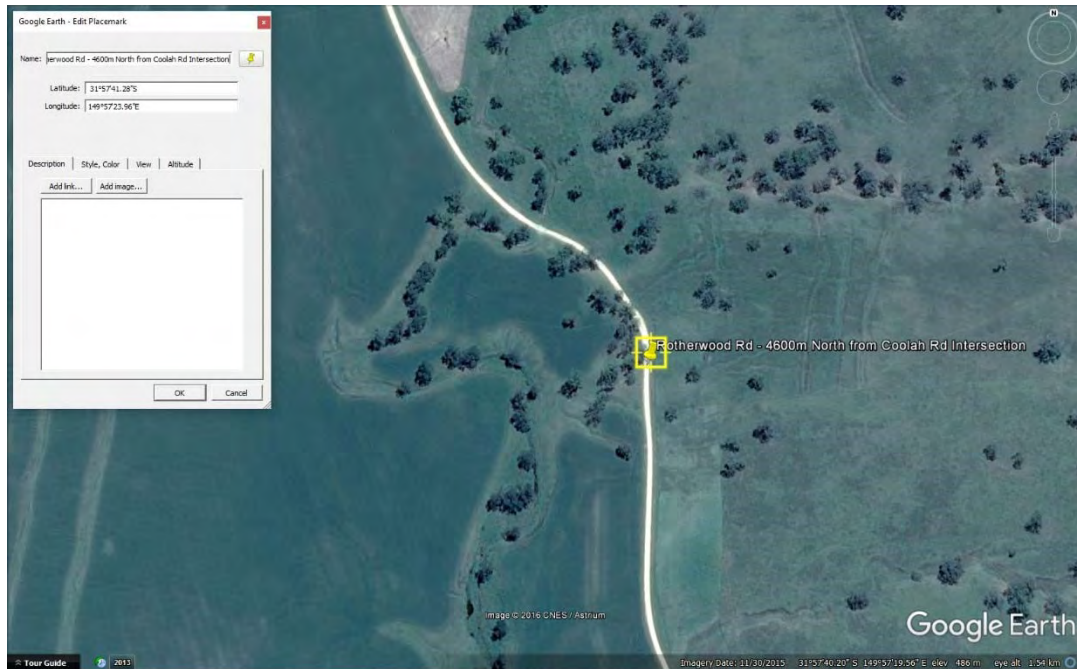 Google Earth - Edit Placemark
Name: erwood Rd - 4600m North from Coolah Rd Intersection
Latitude: 31°57'41.28"S
Longitude: 149°57'23.96"E
Description Style, Color View Altitude
Add link... Add image...
OK Cancel
N
Rotherwood Rd - 4600m North from Coolah Rd Intersection
Image © 2016 CNES / Astrium
Google Earth
Tour Guide 2013
Imagery Date: 11/30/2015 31°57'40.20" S 149°57'19.56" E elev 486 m eye alt 1.54 km